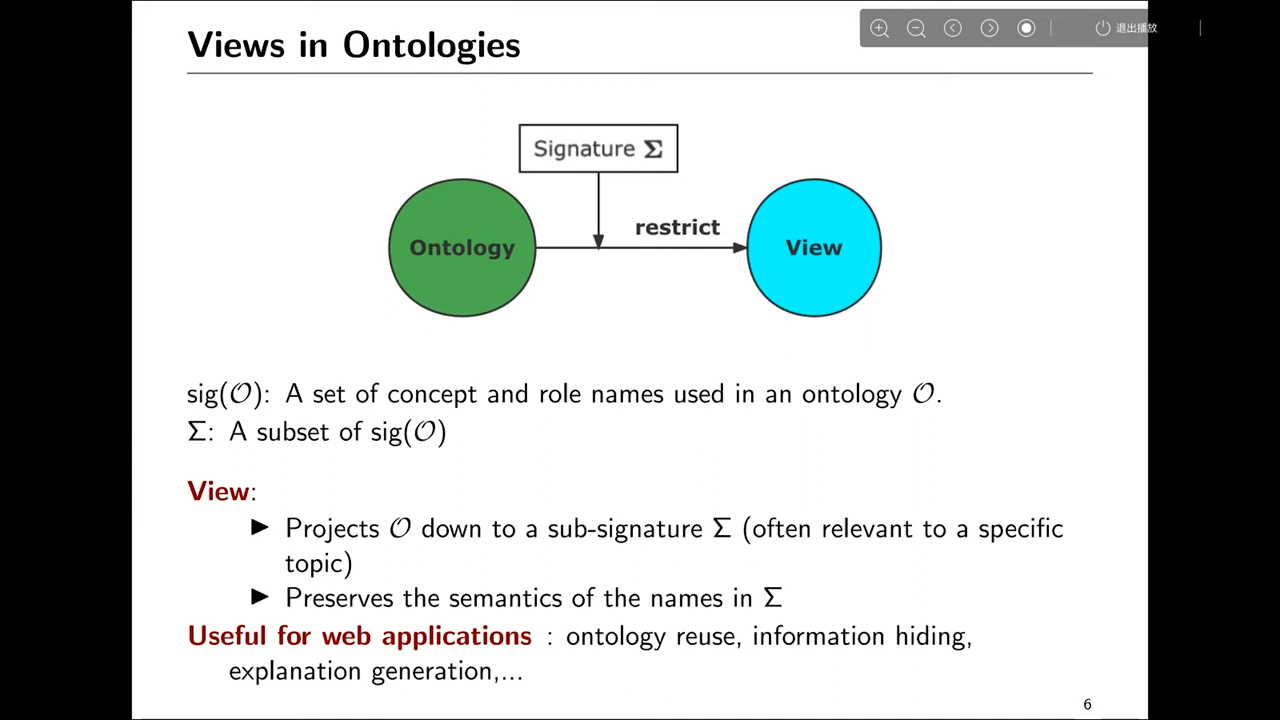 Views in Ontologies
退出播放
Signature Σ
Ontology
restrict
View
sig(𝒪): A set of concept and role names used in an ontology 𝒪.
Σ: A subset of sig(𝒪)
View:
▶ Projects 𝒪 down to a sub-signature Σ (often relevant to a specific
topic)
▶ Preserves the semantics of the names in Σ
Useful for web applications : ontology reuse, information hiding,
explanation generation,...
6